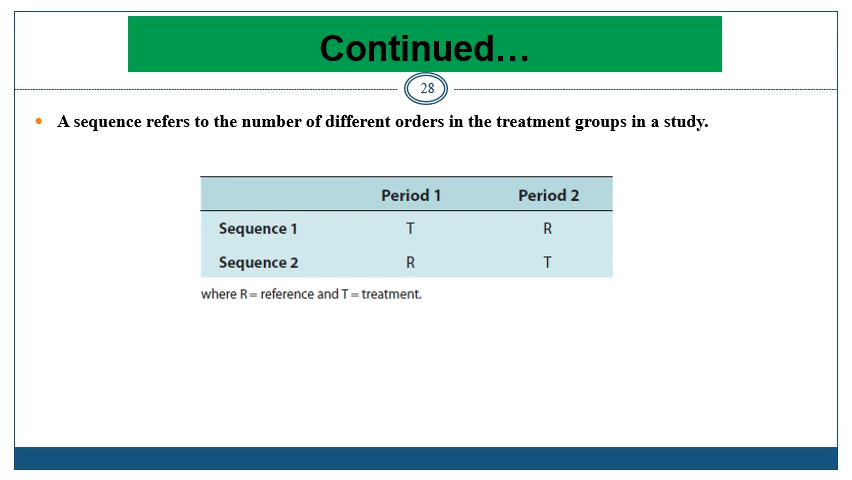 Continued…
28
• A sequence refers to the number of different orders in the treatment groups in a study.
Period 1 Period 2
Sequence 1 T R
Sequence 2 R T
where R= reference and T= treatment.